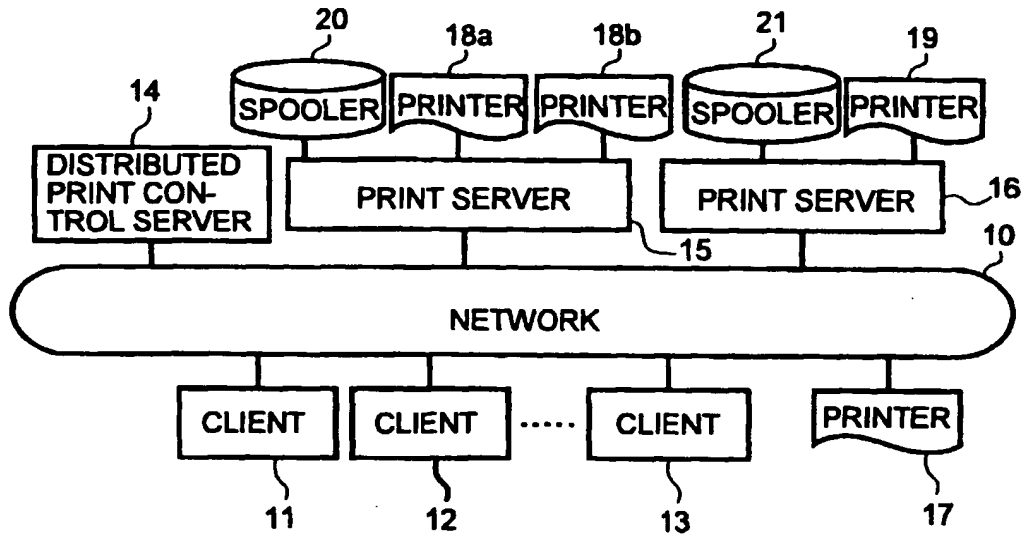 20
18a
18b
21
19
14
SPOOLER
PRINTER
PRINTER
SPOOLER
PRINTER
DISTRIBUTED
PRINT CON-
TROL SERVER
PRINT SERVER
PRINT SERVER
16
15
10
NETWORK
CLIENT
CLIENT
.....
CLIENT
PRINTER
11
12
13
17